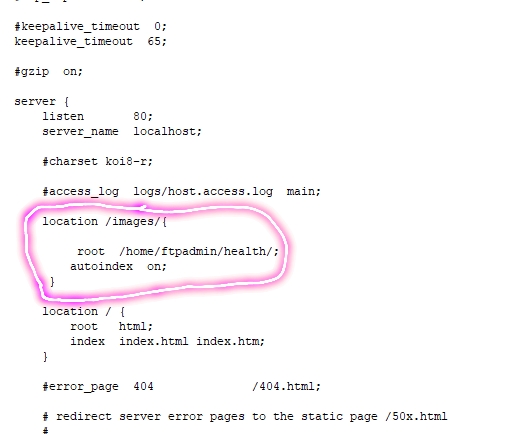 #keepalive_timeout  0;
keepalive_timeout  65;
#gzip  on;
server {
    listen       80;
    server_name  localhost;
    #charset koi8-r;
    #access_log  logs/host.access.log  main;
    location /images/{
         root  /home/ftpadmin/health/;
        autoindex  on;
     }
    location / {
        root   html;
        index  index.html index.htm;
    }
    #error_page  404              /404.html;
    # redirect server error pages to the static page /50x.html
    #